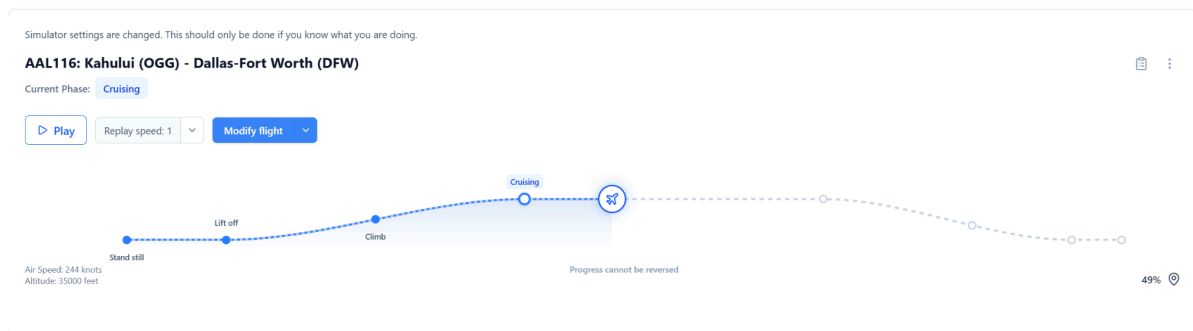 Simulator settings are changed. This should only be done if you know what you are doing.
AAL116: Kahului (OGG) - Dallas-Fort Worth (DFW)
Current Phase: Cruising
Play Replay speed: 1 Modify flight
Cruising
Lift off
Climb
Stand still
Air Speed: 244 knots
Progress cannot be reversed
Altitude: 35000 feet
49%